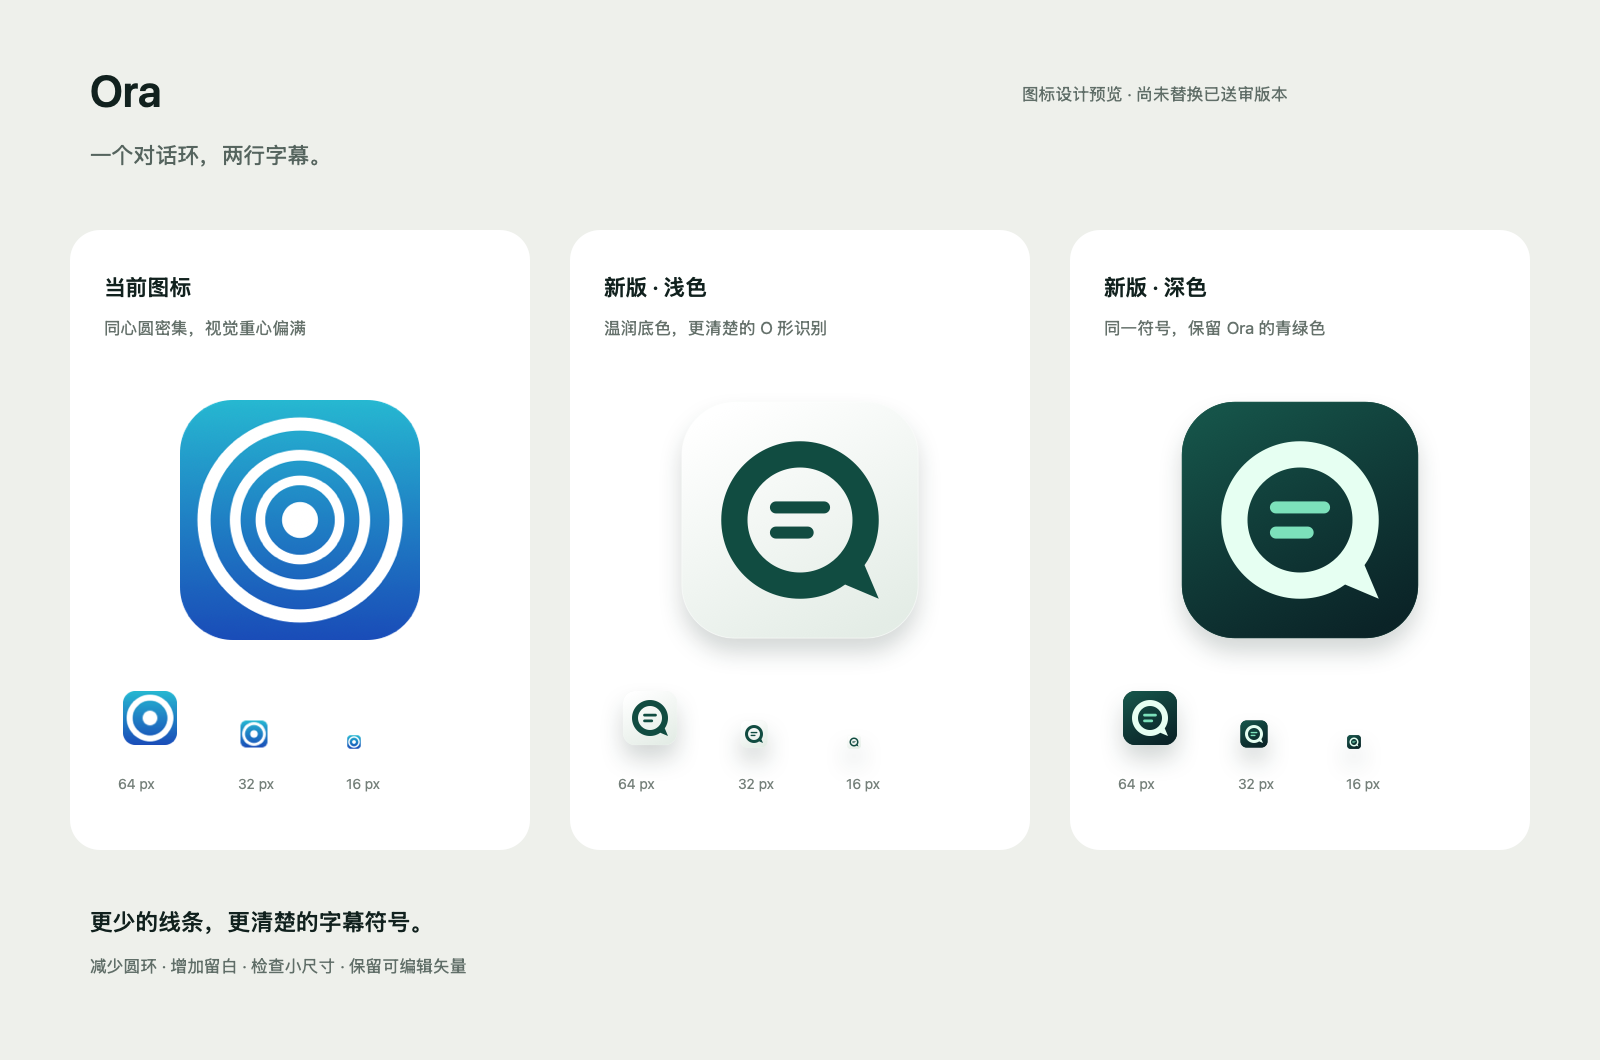 Ora
图标设计预览 · 尚未替换已送审版本
一个对话环，两行字幕。
当前图标
同心圆密集，视觉重心偏满
64 px
32 px
16 px
新版 · 浅色
温润底色，更清楚的 O 形识别
64 px
32 px
16 px
新版 · 深色
同一符号，保留 Ora 的青绿色
64 px
32 px
16 px
更少的线条，更清楚的字幕符号。
减少圆环 · 增加留白 · 检查小尺寸 · 保留可编辑矢量